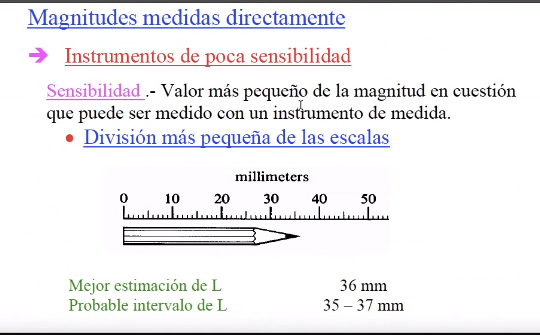 Magnitudes medidas directamente
Instrumentos de poca sensibilidad
Sensibilidad .- Valor más pequeño de la magnitud en cuestión
que puede ser medido con un instrumento de medida.
División más pequeña de las escalas
millimeters
0 10 20 30 40 50
Mejor estimación de L 36 mm
Probable intervalo de L 35 – 37 mm